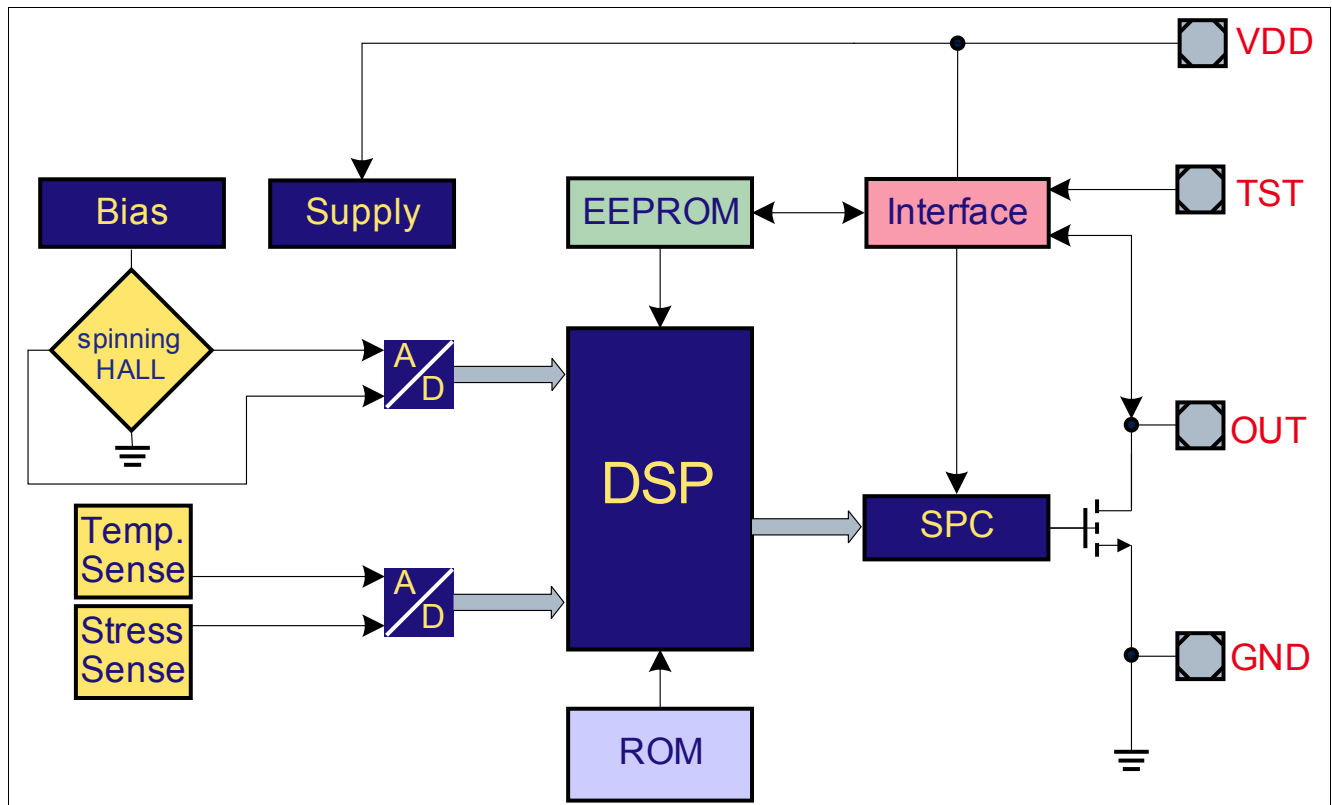 VDD
TST
Bias
Supply
EEPROM
Interface
spinning
HALL
A
D
OUT
DSP
SPC
Temp.
Sense
A
D
Stress
Sense
GND
ROM